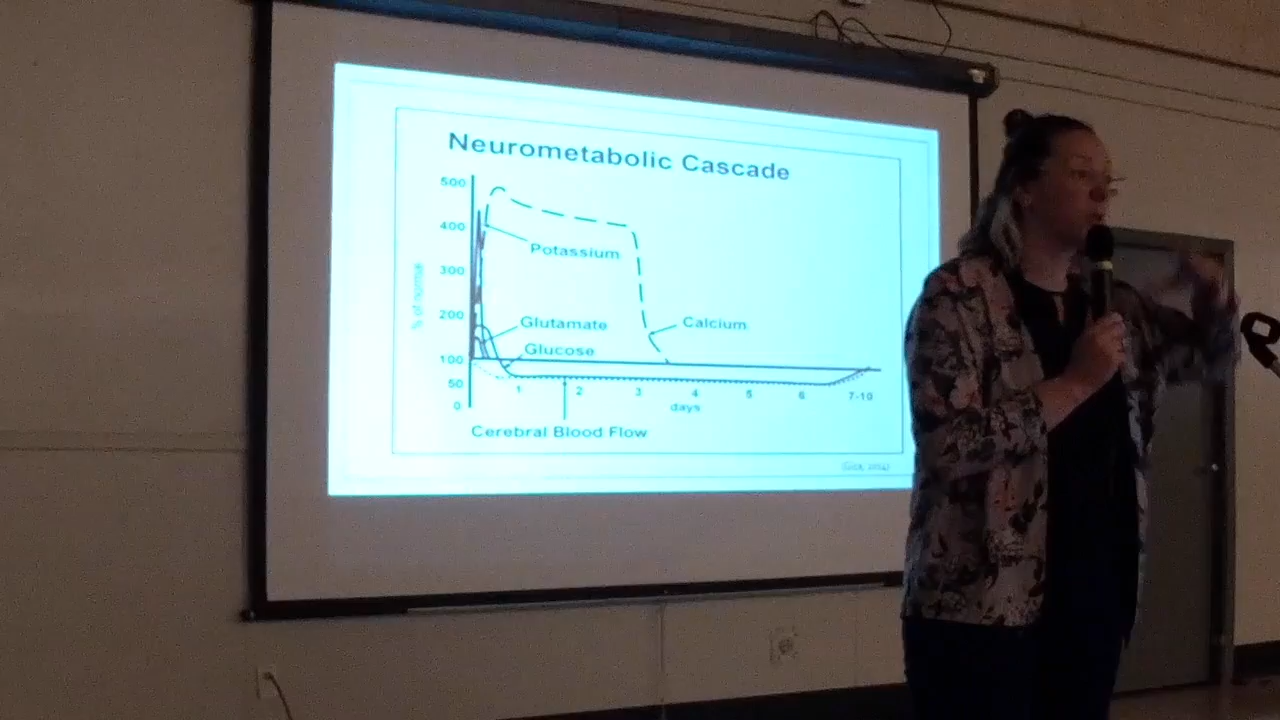 Neurometabolic Cascade
500
400
300
200
100
50
0
% of normal
Potassium
Glutamate
Glucose
Calcium
1 2 3 4 5 6 7-10
days
Cerebral Blood Flow